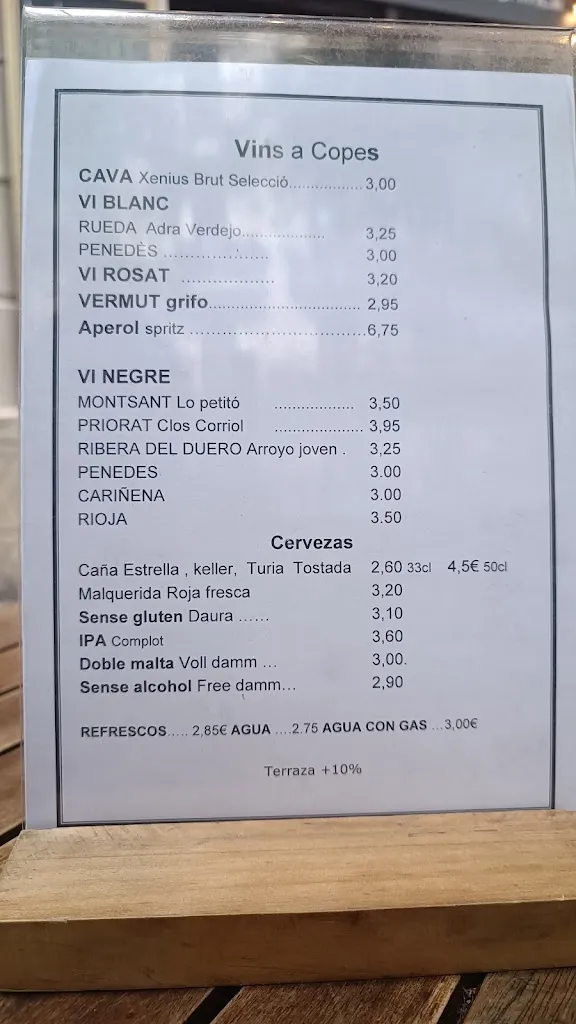 Vins a Copes
CAVA Xenius Brut Selecció.................3,00
VI BLANC
RUEDA Adra Verdejo................... 3,25
PENEDÈS ..................... 3,00
VI ROSAT .................. 3,20
VERMUT grifo.................................. 2,95
Aperol spritz .......................................6,75
VI NEGRE
MONTSANT Lo petitó ................... 3,50
PRIORAT Clos Corriol ..................... 3,95
RIBERA DEL DUERO Arroyo joven . 3,25
PENEDES 3.00
CARIÑENA 3.00
RIOJA 3.50
Cervezas
Caña Estrella , keller, Turia Tostada 2,60 33cl 4,5€ 50cl
Malquerida Roja fresca 3,20
Sense gluten Daura ...... 3,10
IPA Complot 3,60
Doble malta Voll damm ... 3,00.
Sense alcohol Free damm... 2,90
REFRESCOS..... 2,85€ AGUA ....2.75 AGUA CON GAS ...3,00€
Terraza +10%